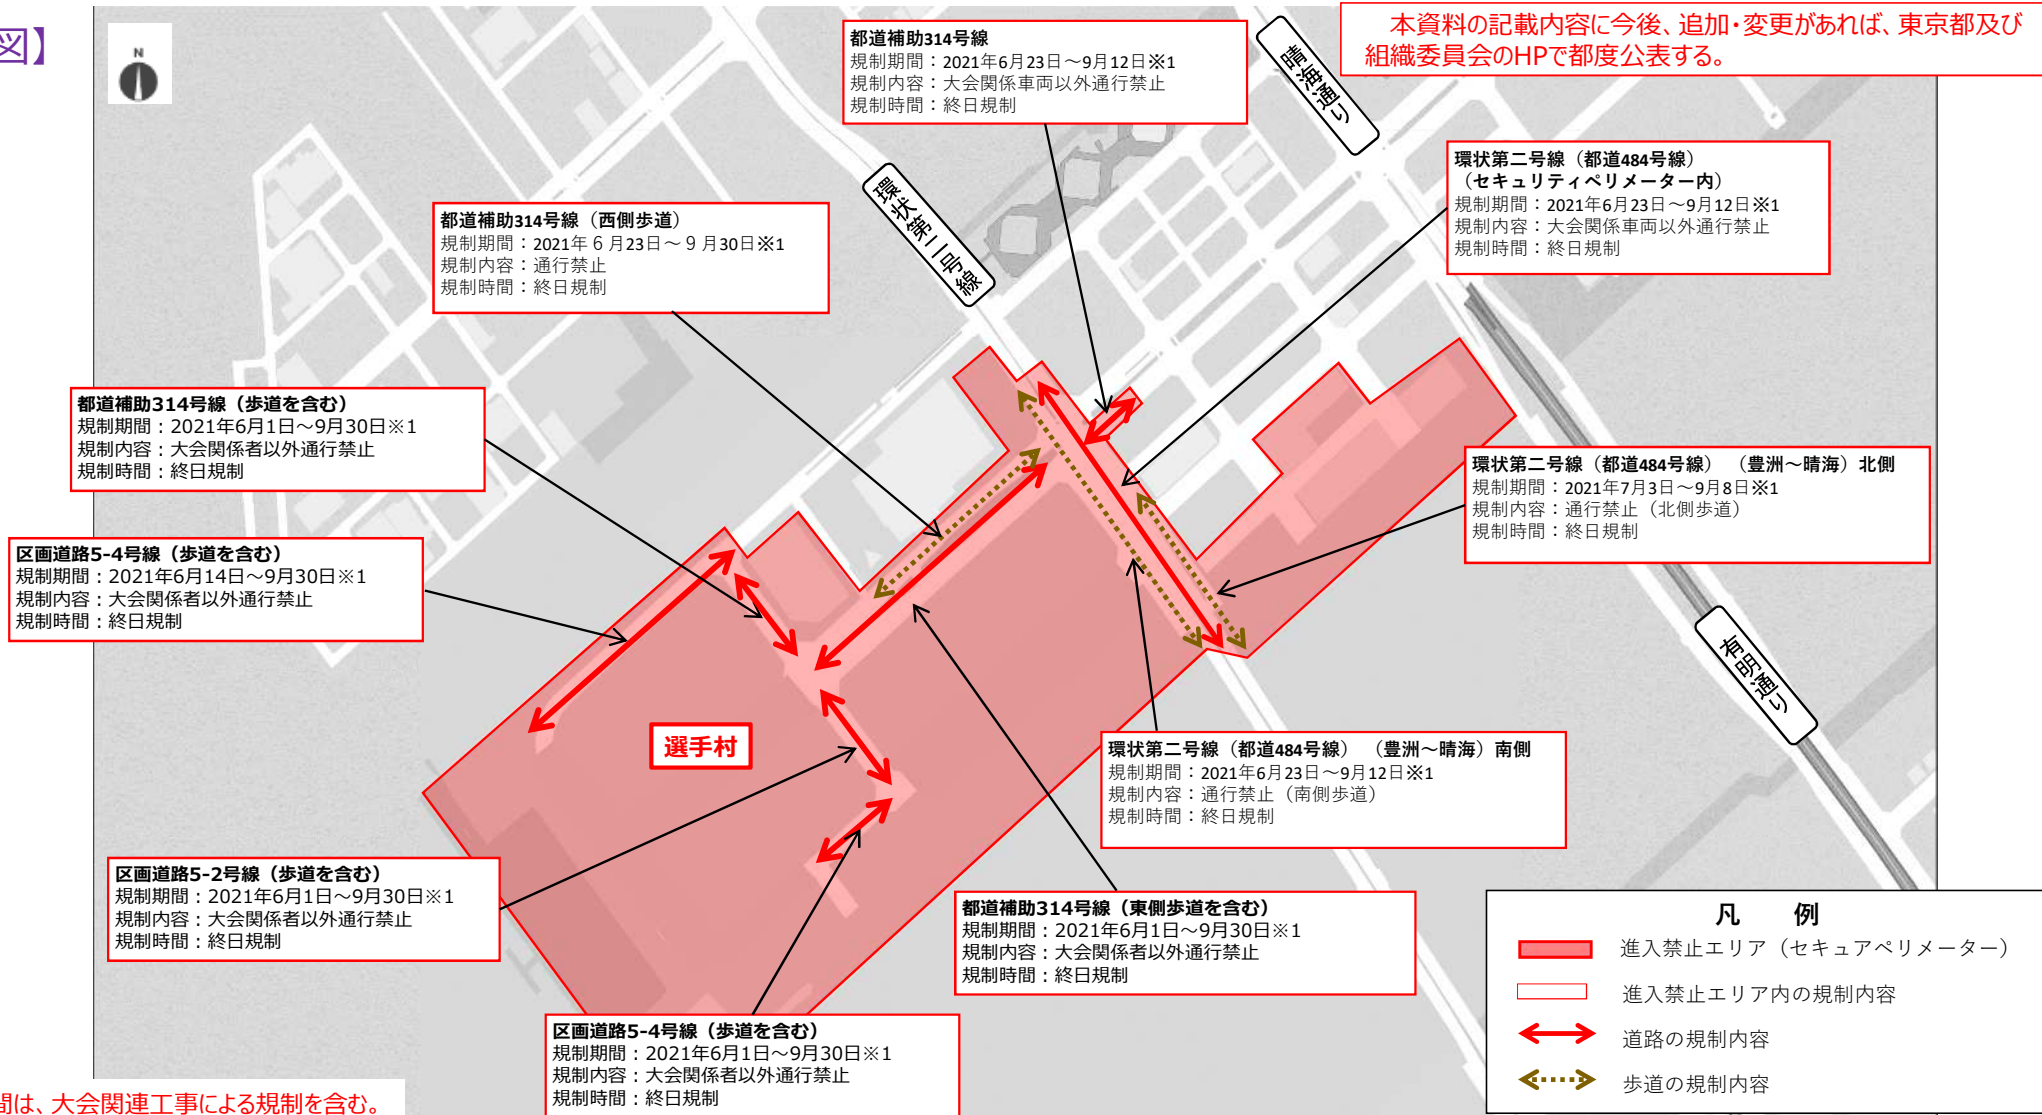 図】
本資料の記載内容に今後、追加・変更があれば、東京都及び
組織委員会のHPで都度公表する。
N
都道補助314号線
規制期間：2021年6月23日～9月12日※1
規制内容：大会関係車両以外通行禁止
規制時間：終日規制
晴海通り
環状第二号線（都道484号線）
（セキュリティペリメーター内）
規制期間：2021年6月23日～9月12日※1
規制内容：大会関係車両以外通行禁止
規制時間：終日規制
環状第二号線
都道補助314号線（西側歩道）
規制期間：2021年６月23日～９月30日※1
規制内容：通行禁止
規制時間：終日規制
都道補助314号線（歩道を含む）
規制期間：2021年6月1日～9月30日※1
規制内容：大会関係者以外通行禁止
規制時間：終日規制
環状第二号線（都道484号線）　（豊洲～晴海）北側
規制期間：2021年7月3日～9月8日※1
規制内容：通行禁止（北側歩道）
規制時間：終日規制
区画道路5-4号線（歩道を含む）
規制期間：2021年6月14日～9月30日※1
規制内容：大会関係者以外通行禁止
規制時間：終日規制
有明通り
選手村
環状第二号線（都道484号線）　（豊洲～晴海）南側
規制期間：2021年6月23日～9月12日※1
規制内容：通行禁止（南側歩道）
規制時間：終日規制
区画道路5-2号線（歩道を含む）
規制期間：2021年6月1日～9月30日※1
規制内容：大会関係者以外通行禁止
規制時間：終日規制
都道補助314号線（東側歩道を含む）
規制期間：2021年6月1日～9月30日※1
規制内容：大会関係者以外通行禁止
規制時間：終日規制
区画道路5-4号線（歩道を含む）
規制期間：2021年6月1日～9月30日※1
規制内容：大会関係者以外通行禁止
規制時間：終日規制
凡　例
進入禁止エリア（セキュアペリメーター）
進入禁止エリア内の規制内容
道路の規制内容
歩道の規制内容
間は、大会関連工事による規制を含む。